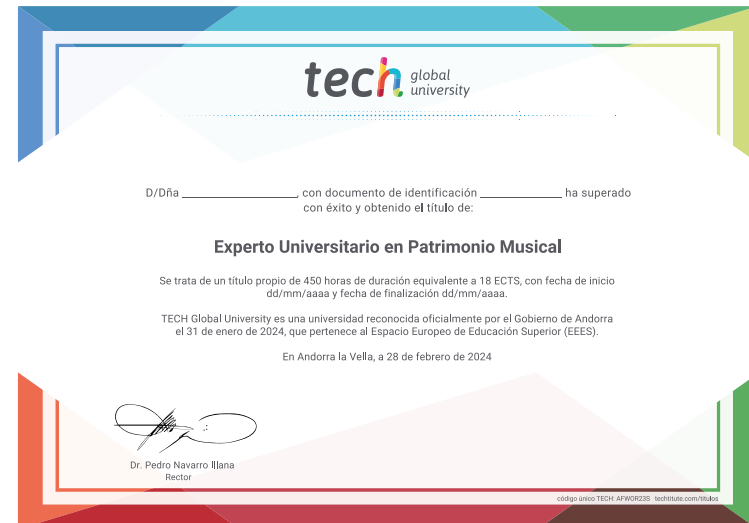 tech global university
D/Dña ____________________, con documento de identificación ______________ ha superado
con éxito y obtenido el título de:
Experto Universitario en Patrimonio Musical
Se trata de un título propio de 450 horas de duración equivalente a 18 ECTS, con fecha de inicio
dd/mm/aaaa y fecha de finalización dd/mm/aaaa.
TECH Global University es una universidad reconocida oficialmente por el Gobierno de Andorra
el 31 de enero de 2024, que pertenece al Espacio Europeo de Educación Superior (EEES).
En Andorra la Vella, a 28 de febrero de 2024
Dr. Pedro Navarro Illana
Rector
código único TECH: AFWOR23S techtitute.com/titulos